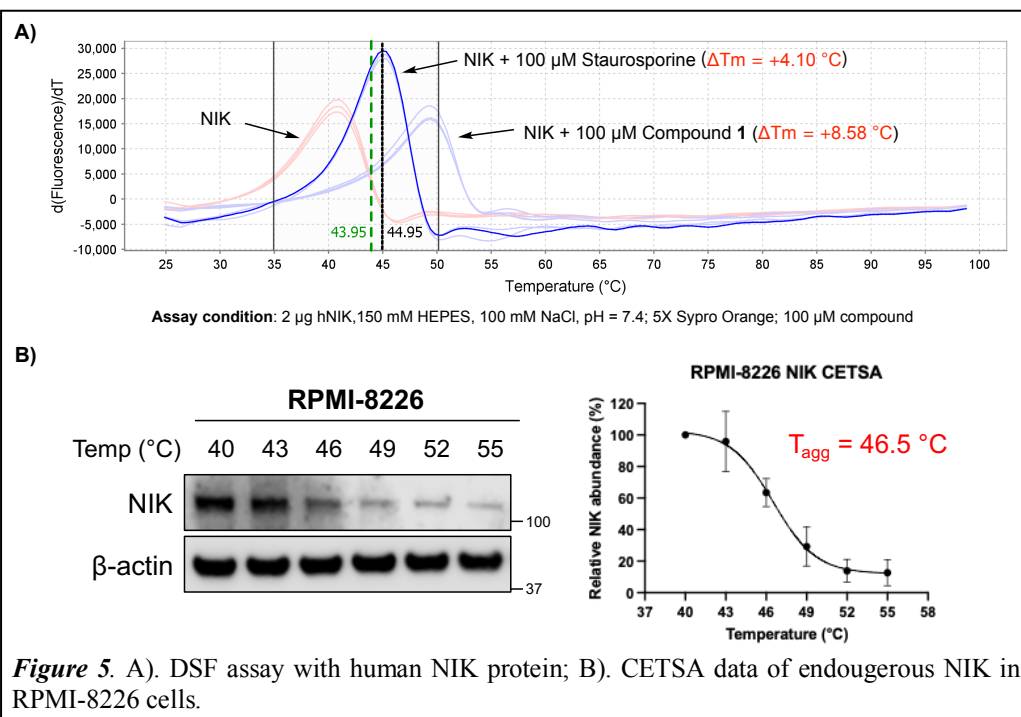 A)
30,000
25,000
20,000
15,000
10,000
5,000
0
-5,000
-10,000
d(Fluorescence)/dT
NIK
NIK + 100 µM Staurosporine (ΔTm = +4.10 °C)
NIK + 100 µM Compound 1 (ΔTm = +8.58 °C)
43.95
44.95
25 30 35 40 45 50 55 60 65 70 75 80 85 90 95 100
Temperature (°C)
Assay condition: 2 µg hNIK,150 mM HEPES, 100 mM NaCl, pH = 7.4; 5X Sypro Orange; 100 µM compound
B)
RPMI-8226
Temp (°C) 40 43 46 49 52 55
NIK
100
β-actin
37
RPMI-8226 NIK CETSA
Relative NIK abundance (%)
120
100
80
60
40
20
0
Tagg = 46.5 °C
37 40 43 46 49 52 55 58
Temperature (°C)
Figure 5. A). DSF assay with human NIK protein; B). CETSA data of endougerous NIK in
RPMI-8226 cells.